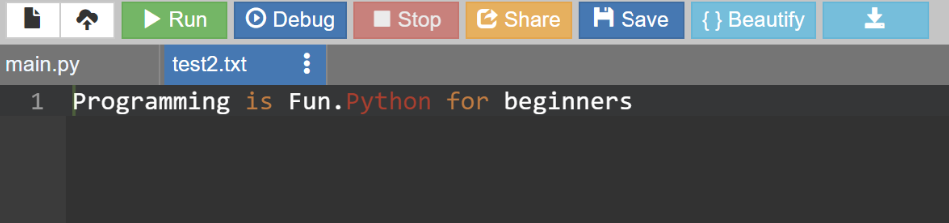 Run Debug Stop Share Save { } Beautify
main.py test2.txt
1 Programming is Fun.Python for beginners